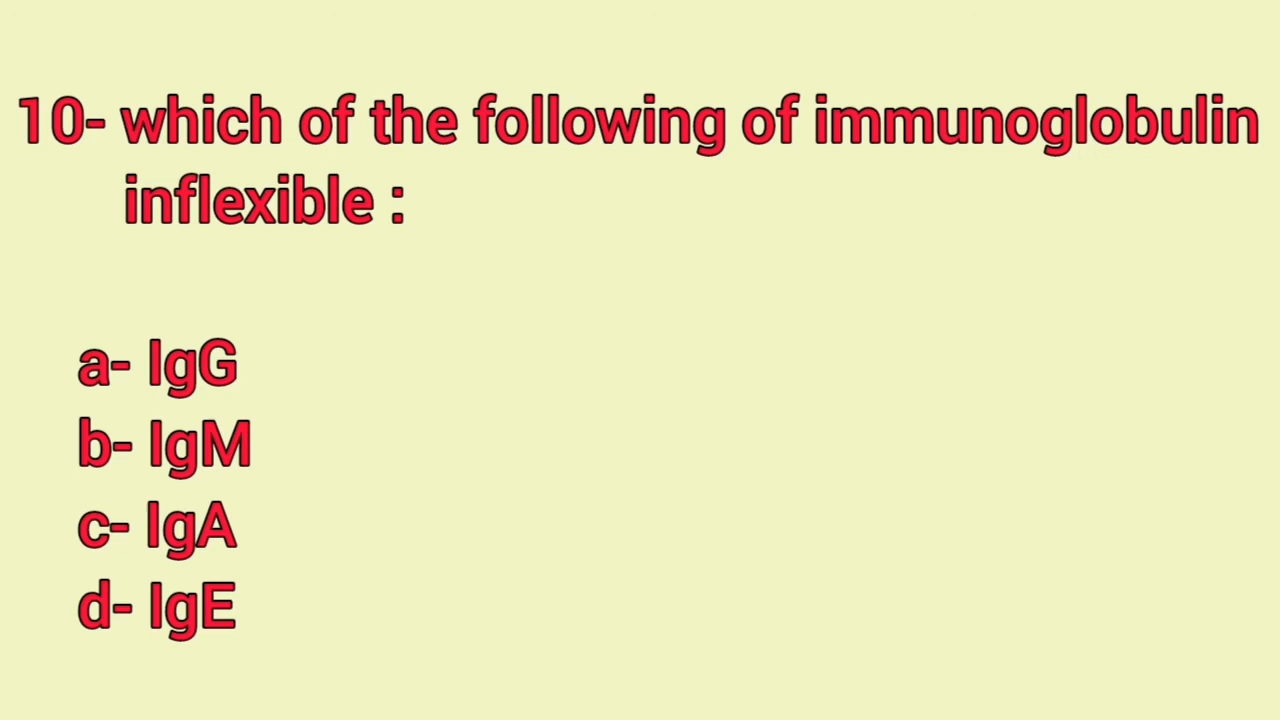 10- which of the following of immunoglobulin
inflexible :
a- IgG
b- IgM
c- IgA
d- IgE